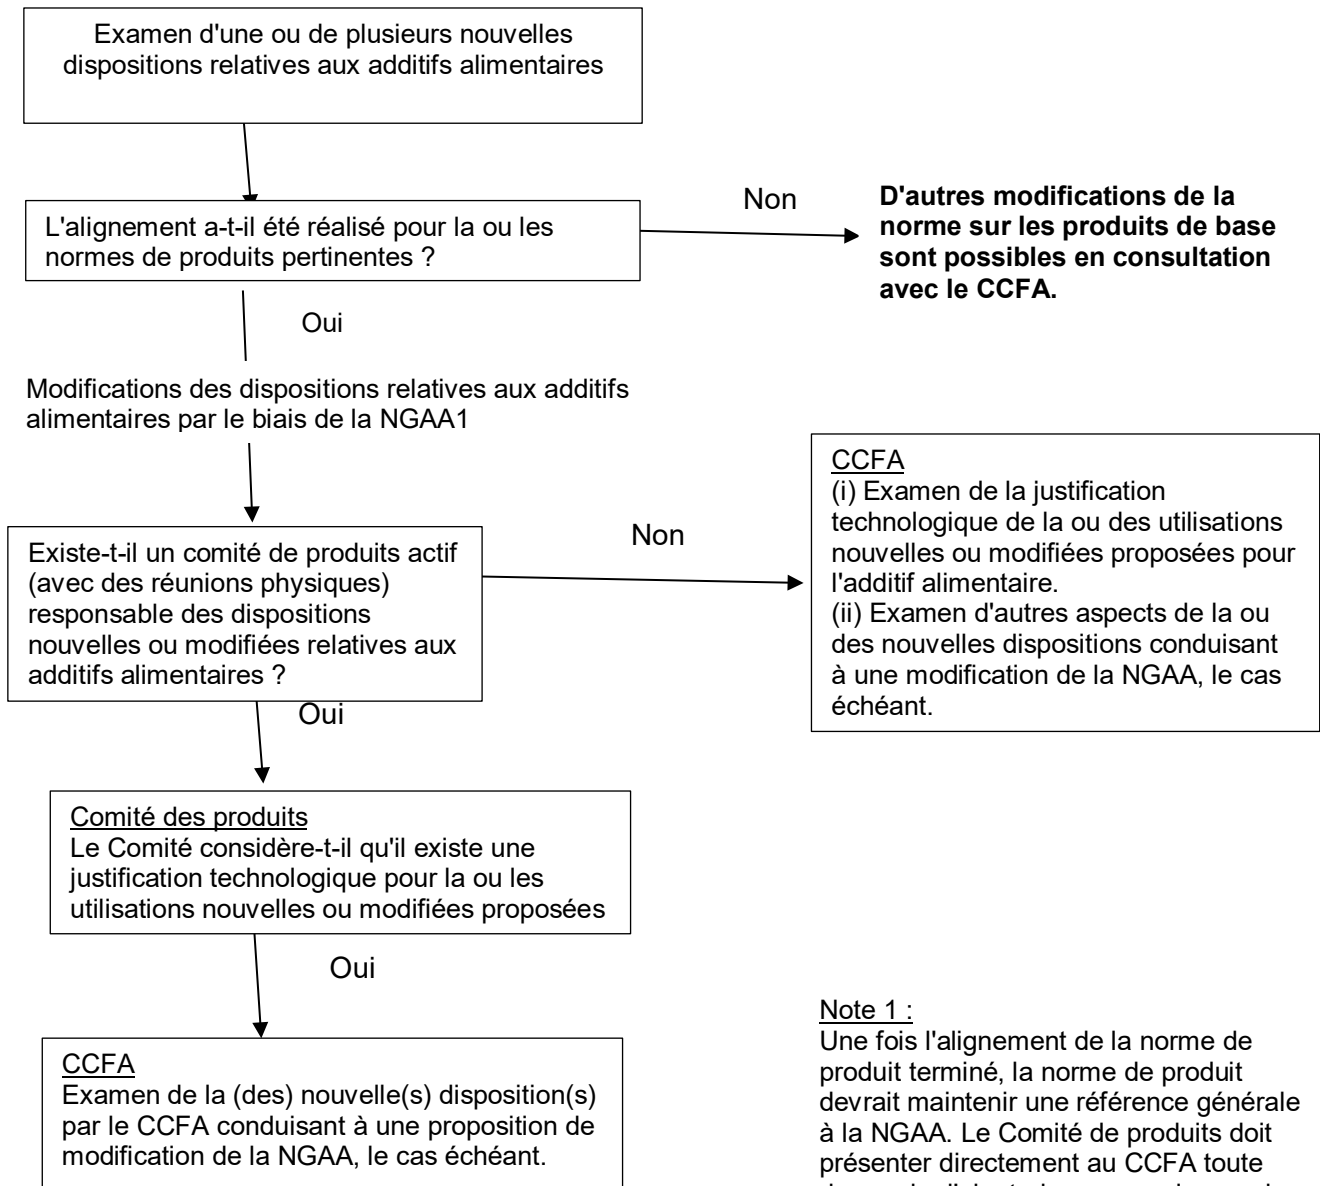 Examen d'une ou de plusieurs nouvelles
dispositions relatives aux additifs alimentaires
L'alignement a-t-il été réalisé pour la ou les
normes de produits pertinentes ?
Non
D'autres modifications de la
norme sur les produits de base
sont possibles en consultation
avec le CCFA.
Oui
Modifications des dispositions relatives aux additifs
alimentaires par le biais de la NGAA1
Existe-t-il un comité de produits actif
(avec des réunions physiques)
responsable des dispositions
nouvelles ou modifiées relatives aux
additifs alimentaires ?
Non
CCFA
(i) Examen de la justification
technologique de la ou des utilisations
nouvelles ou modifiées proposées pour
l'additif alimentaire.
(ii) Examen d'autres aspects de la ou
des nouvelles dispositions conduisant
à une modification de la NGAA, le cas
échéant.
Oui
Comité des produits
Le Comité considère-t-il qu'il existe une
justification technologique pour la ou les
utilisations nouvelles ou modifiées proposées
Oui
CCFA
Examen de la (des) nouvelle(s) disposition(s)
par le CCFA conduisant à une proposition de
modification de la NGAA, le cas échéant.
Note 1 :
Une fois l'alignement de la norme de
produit terminé, la norme de produit
devrait maintenir une référence générale
à la NGAA. Le Comité de produits doit
présenter directement au CCFA toute